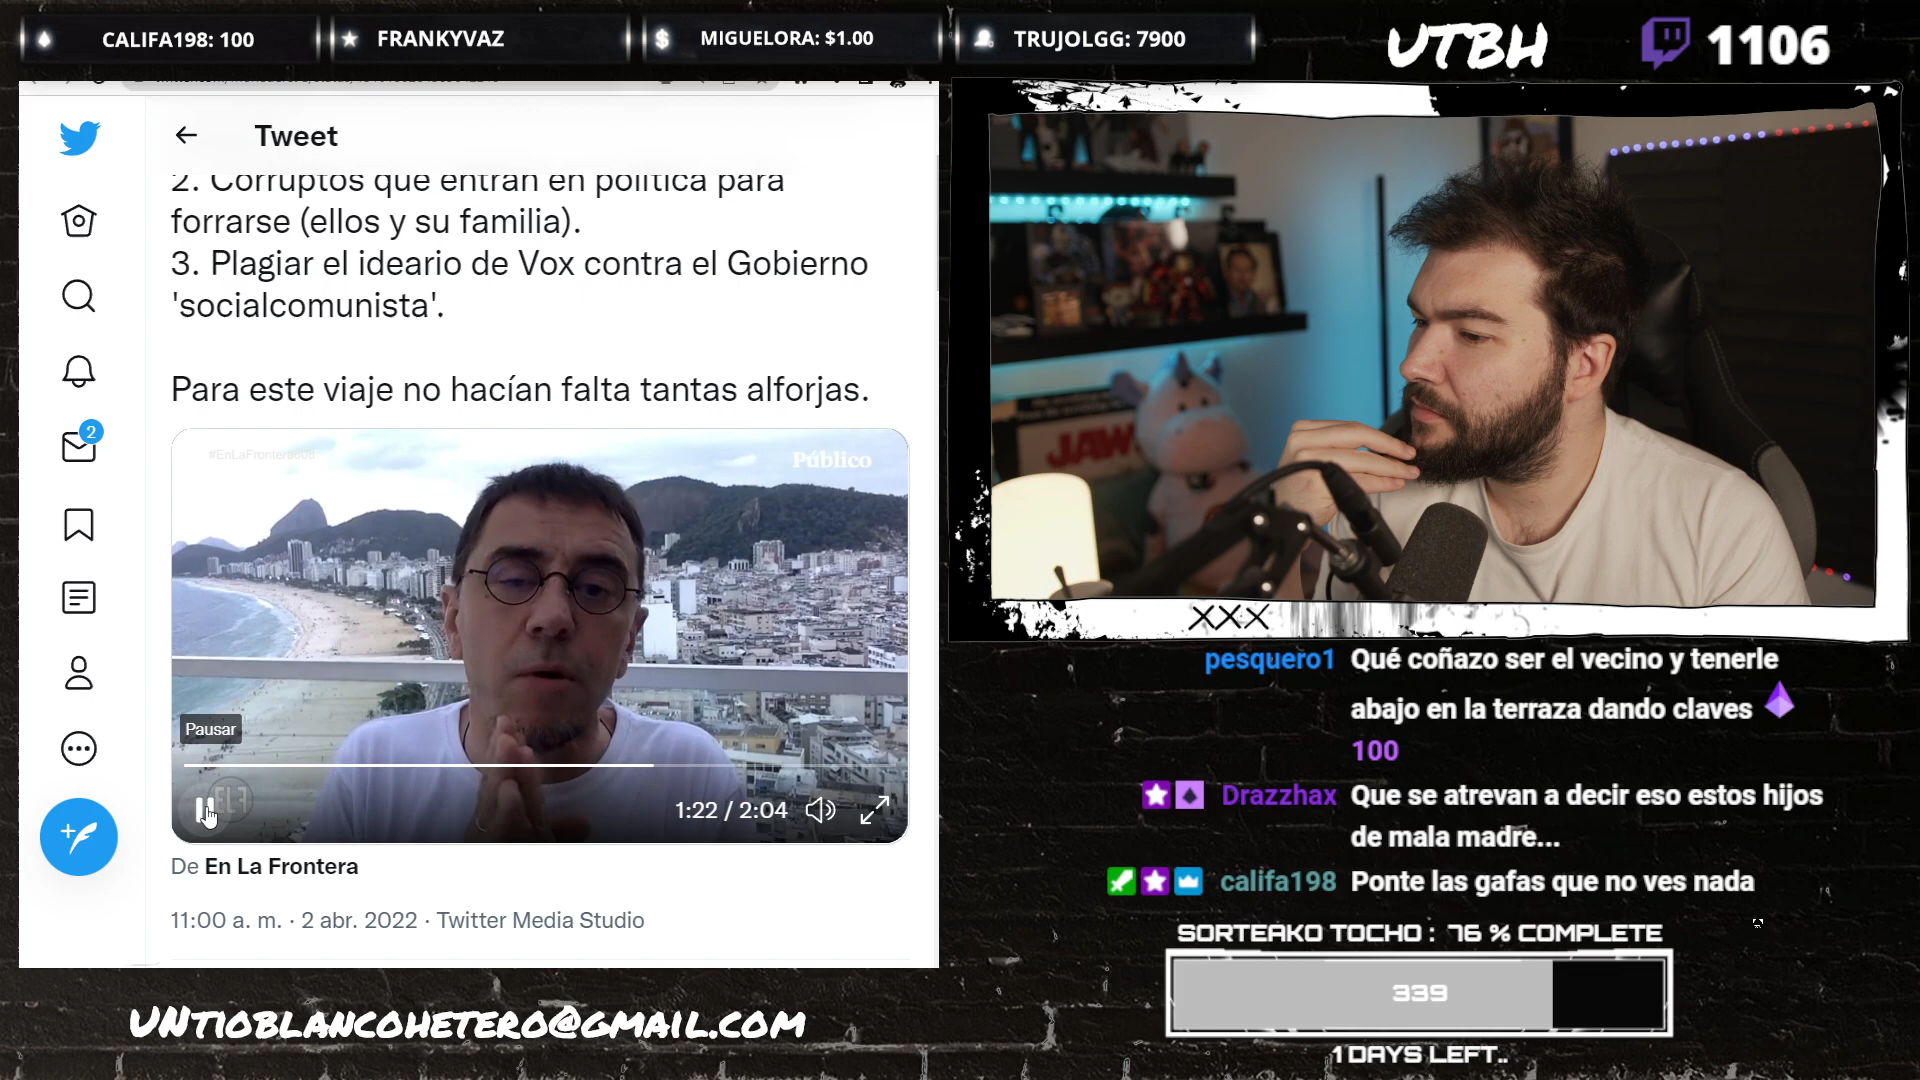 CALIFA198: 100
FRANKYVAZ
MIGUELORA: $1.00
TRUJOLGG: 7900
UTBH
1106
Tweet
2. Corruptos que entran en política para
forrarse (ellos y su familia).
3. Plagiar el ideario de Vox contra el Gobierno
'socialcomunista'.
Para este viaje no hacían falta tantas alforjas.
2
Público
Pausar
1:22 / 2:04
De En La Frontera
11:00 a. m. · 2 abr. 2022 · Twitter Media Studio
JAW
XXX
pesquero1 Qué coñazo ser el vecino y tenerle
abajo en la terraza dando claves
100
Drazzhax Que se atrevan a decir eso estos hijos
de mala madre...
califa198 Ponte las gafas que no ves nada
SORTEAKO TOCHO : 76 % COMPLETE
339
1 DAYS LEFT..
UNTIOBLANCOHETERO@GMAIL.COM